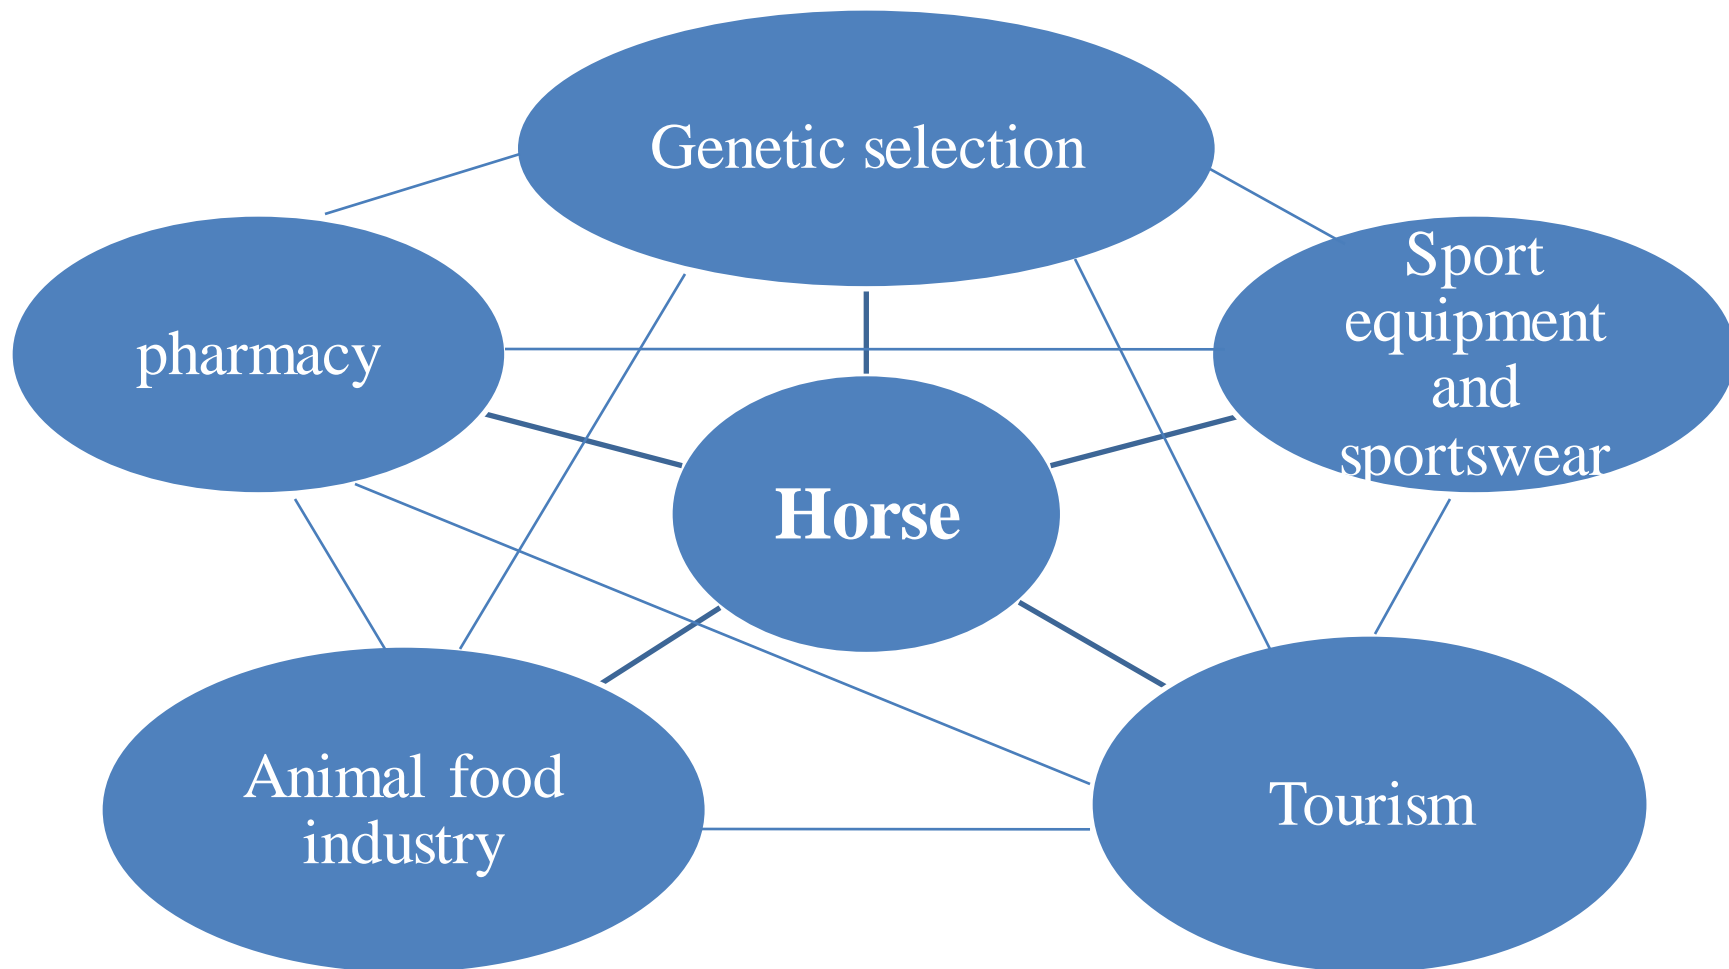 Genetic selection
pharmacy
Sport
equipment
and
sportswear
Horse
Animal food
industry
Tourism